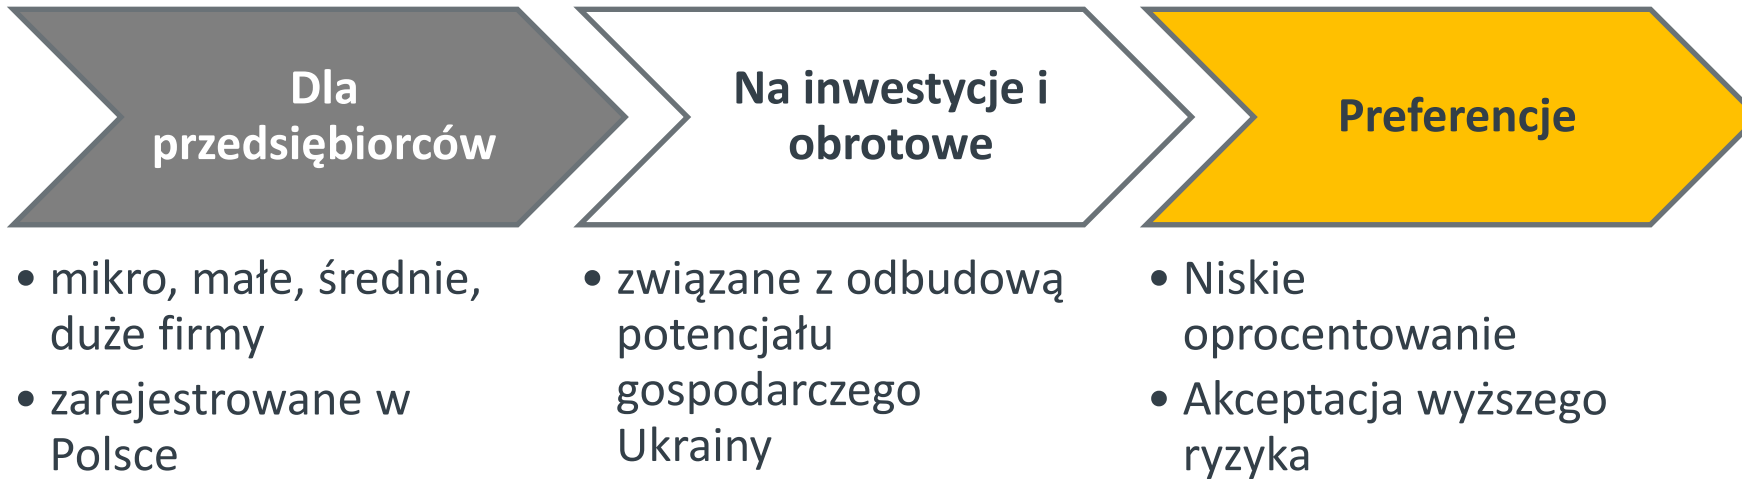 Dla
przedsiębiorców
• mikro, małe, średnie,
duże firmy
• zarejestrowane w
Polsce
Na inwestycje i
obrotowe
• związane z odbudową
potencjału
gospodarczego
Ukrainy
Preferencje
• Niskie
oprocentowanie
• Akceptacja wyższego
ryzyka